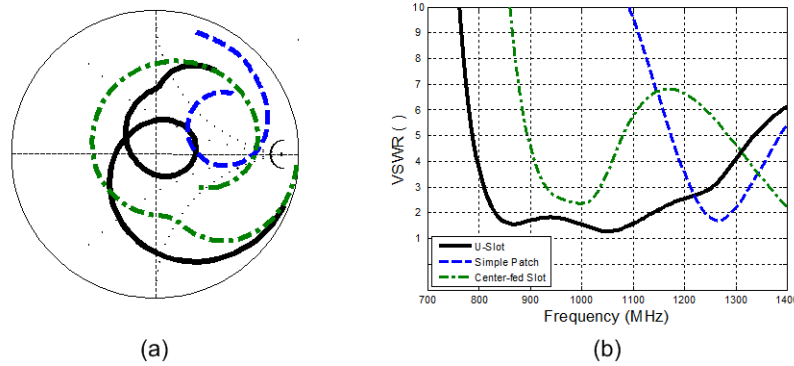 10
9
8
7
6
5
4
3
2
1
VSWR ( )
U-Slot
Simple Patch
Center-fed Slot
700 800 900 1000 1100 1200 1300 1400
Frequency (MHz)
(a)
(b)